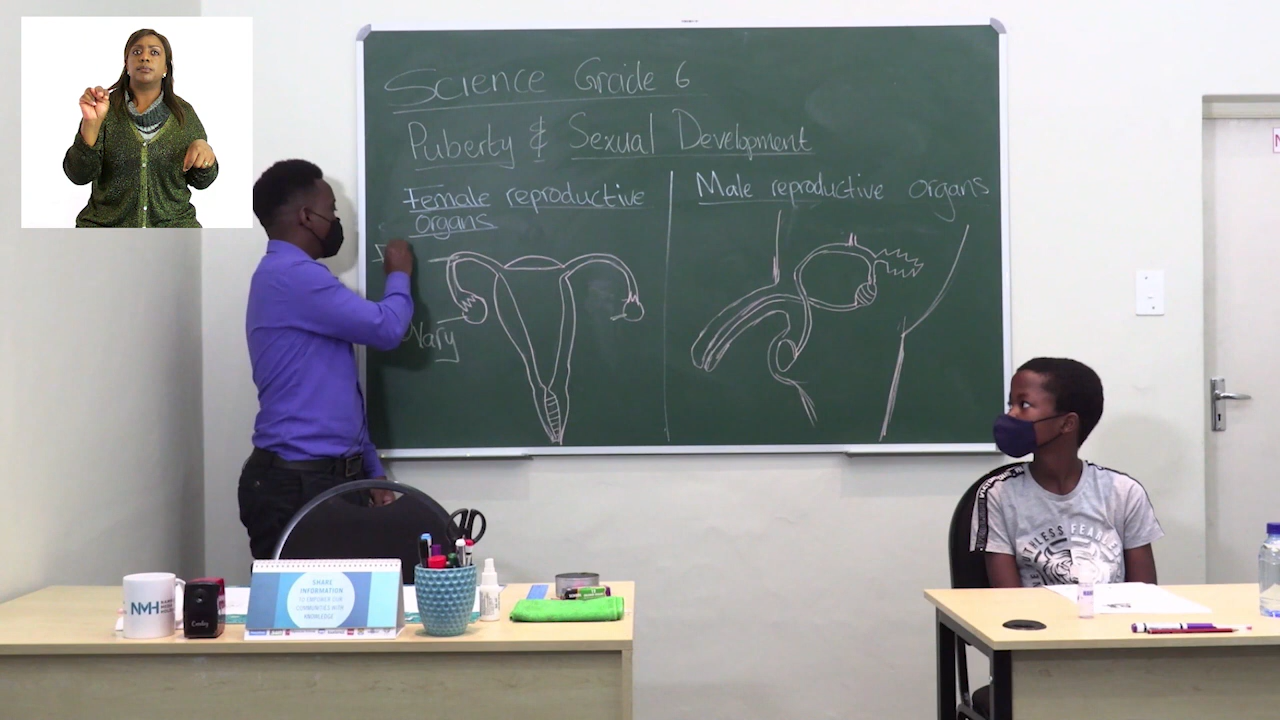 Science Grade 6
Puberty & Sexual Development
Female reproductive
organs
Male reproductive organs
Ovary
NMH
SHARE
INFORMATION
TO EMPOWER OUR
COMMUNITIES WITH
KNOWLEDGE
FEARLESS